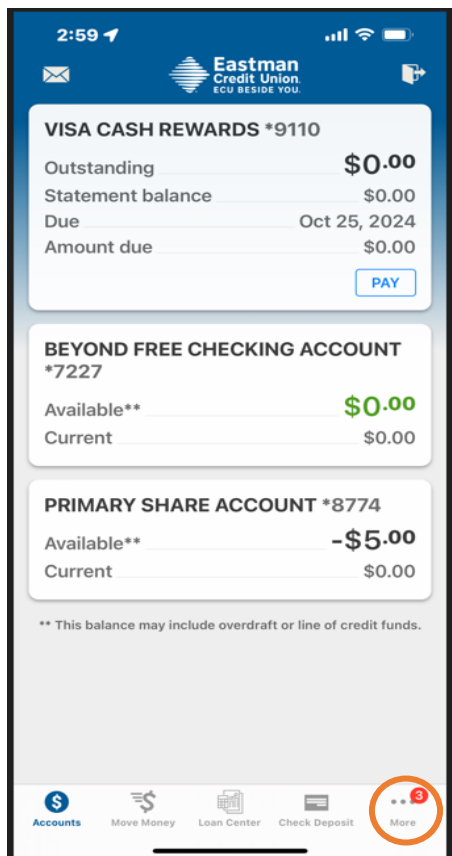 2:59
Eastman
Credit Union.
ECU BESIDE YOU.
VISA CASH REWARDS *9110
Outstanding $0.00
Statement balance $0.00
Due Oct 25, 2024
Amount due $0.00
PAY
BEYOND FREE CHECKING ACCOUNT
*7227
Available** $0.00
Current $0.00
PRIMARY SHARE ACCOUNT *8774
Available** -$5.00
Current $0.00
** This balance may include overdraft or line of credit funds.
3
Accounts Move Money Loan Center Check Deposit More